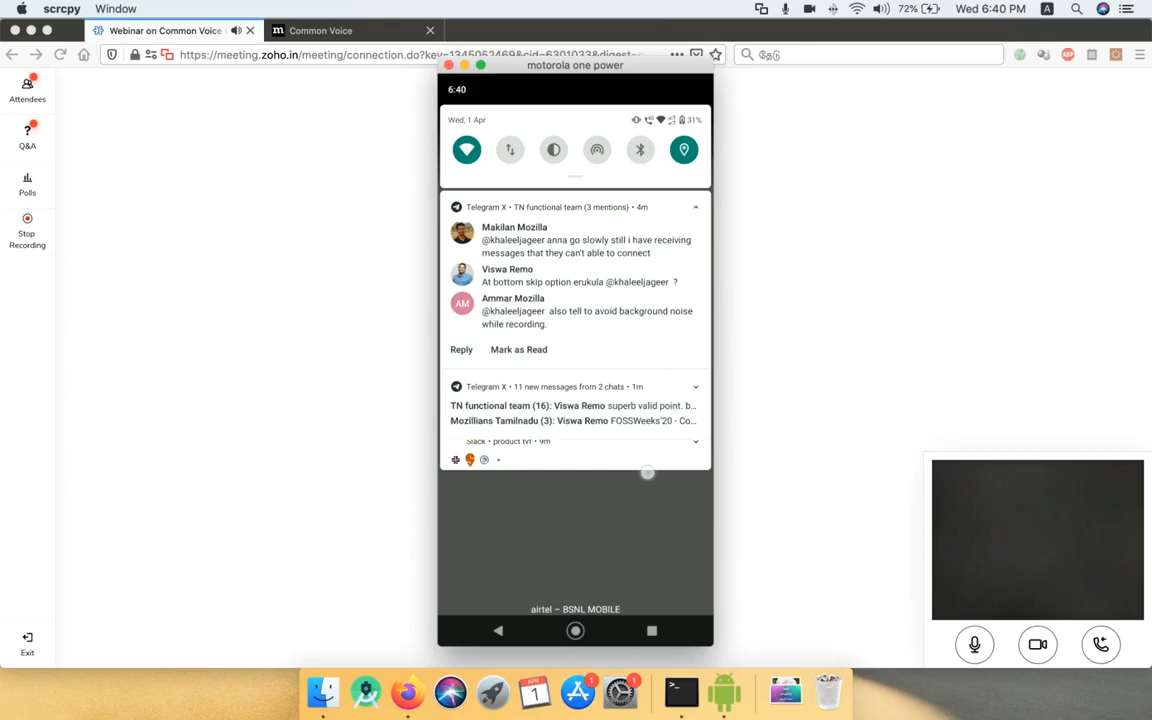 scrcpy Window
72% Wed 6:40 PM A
Webinar on Common Voice
Common Voice
https://meeting.zoho.in/meeting/connection.do?key=1345052469&cid=6301033&digest=
தேடு
ABP
motorola one power
Attendees
Q&A
Polls
Stop
Recording
Exit
6:40
Wed, 1 Apr
31%
Telegram X • TN functional team (3 mentions) • 4m
Makilan Mozilla
@khaleeljageer anna go slowly still i have receiving
messages that they can't able to connect
Viswa Remo
At bottom skip option erukula @khaleeljageer ?
AM
Ammar Mozilla
@khaleeljageer also tell to avoid background noise
while recording.
Reply Mark as Read
Telegram X • 11 new messages from 2 chats • 1m
TN functional team (16): Viswa Remo superb valid point. b…
Mozillians Tamilnadu (3): Viswa Remo FOSSWeeks'20 - Co…
Slack • product • 9m
airtel – BSNL MOBILE
APR
1
1
1